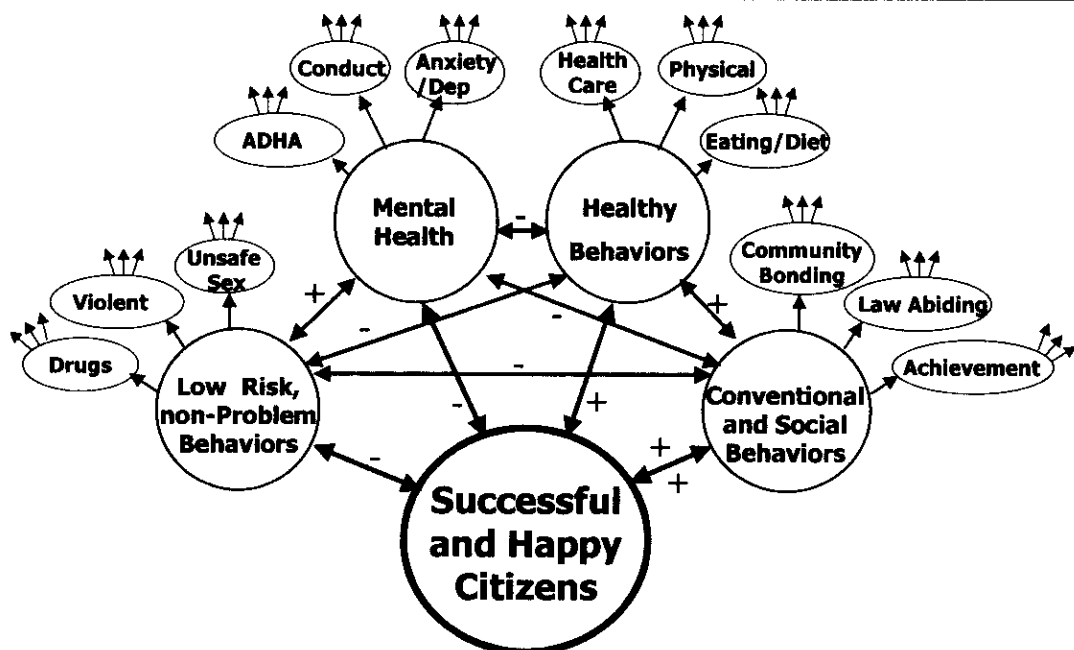 Conduct
Anxiety
/Dep
Health
Care
Physical
ADHA
Eating/Diet
Mental
Health
-
Healthy
Behaviors
Unsafe
Sex
Community
Bonding
Violent
+
-
-
+
Law Abiding
Drugs
Achievement
Low Risk,
non-Problem
Behaviors
-
Conventional
and Social
Behaviors
-
+
-
+
+
Successful
and Happy
Citizens